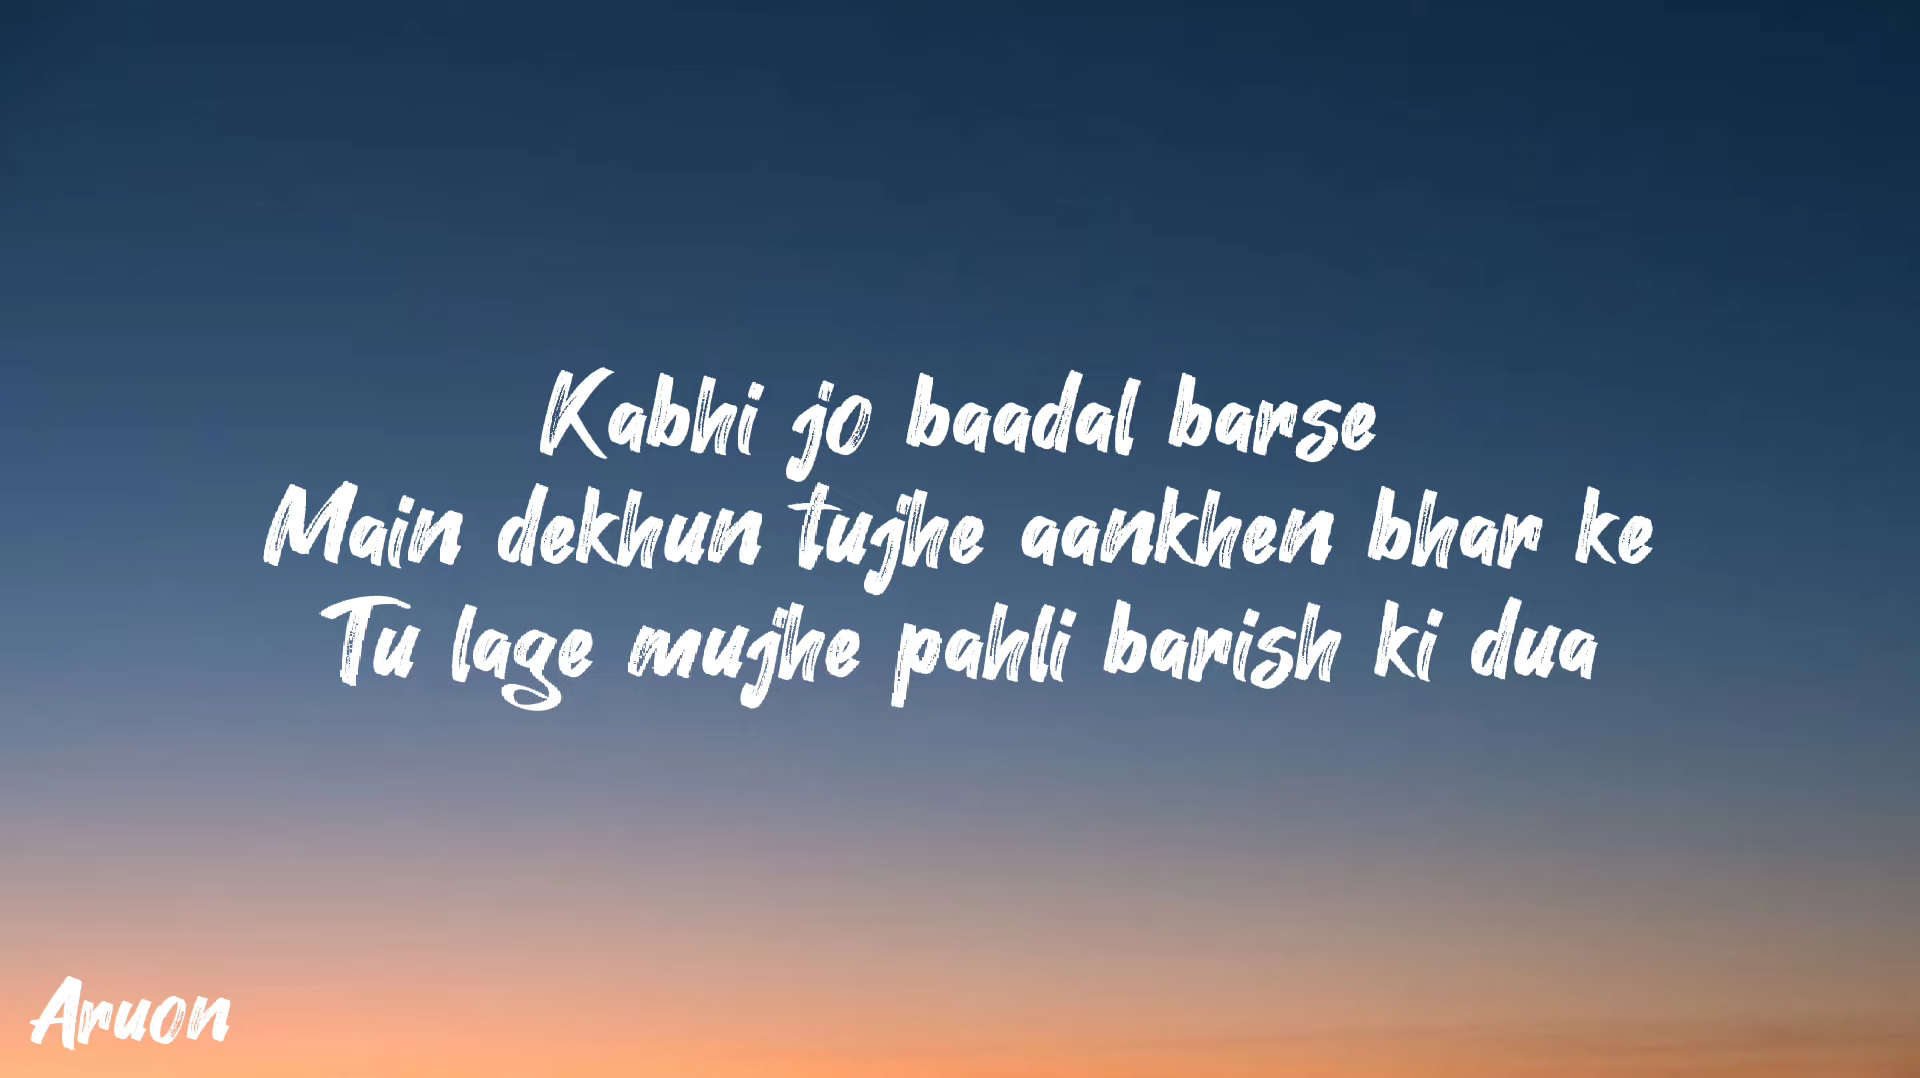 Kabhi jo baadal barse
Main dekhun tujhe aankhen bhar ke
Tu lage mujhe pahli barish ki dua
Aruon